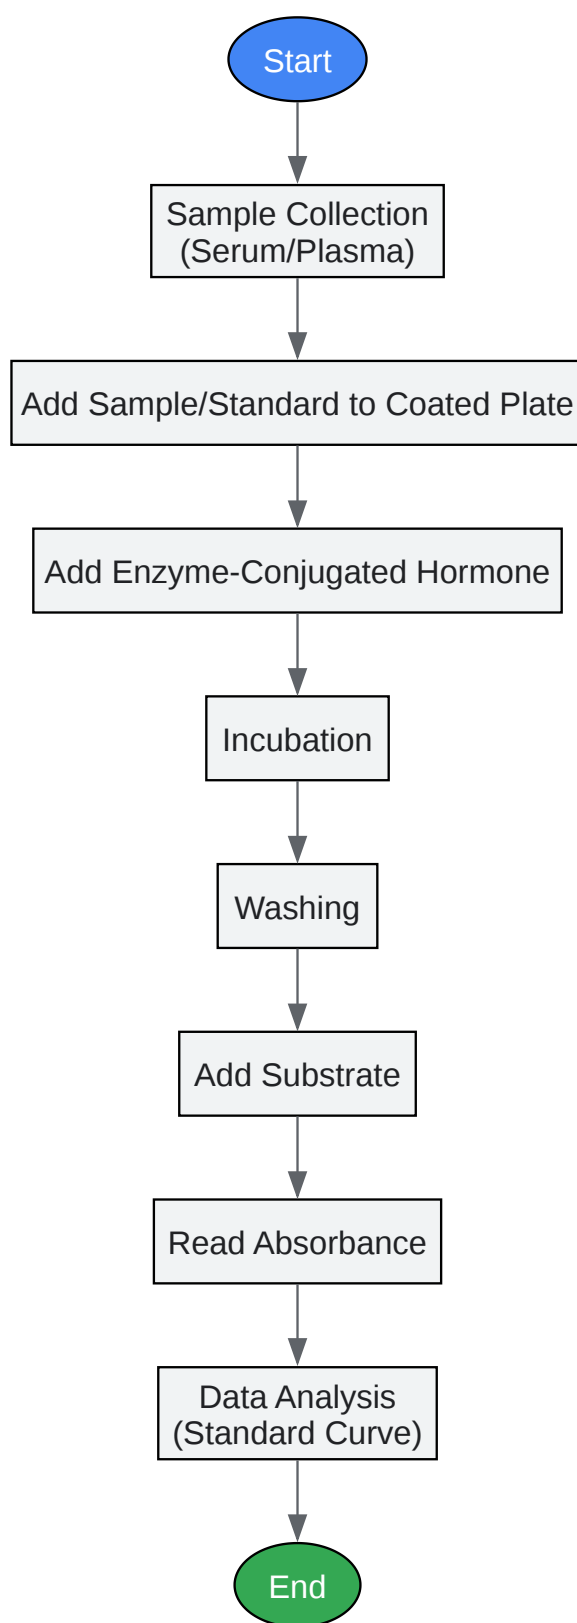 Start
Sample Collection
(Serum/Plasma)
Add Sample/Standard to Coated Plate
Add Enzyme-Conjugated Hormone
Incubation
Washing
Add Substrate
Read Absorbance
Data Analysis
(Standard Curve)
End